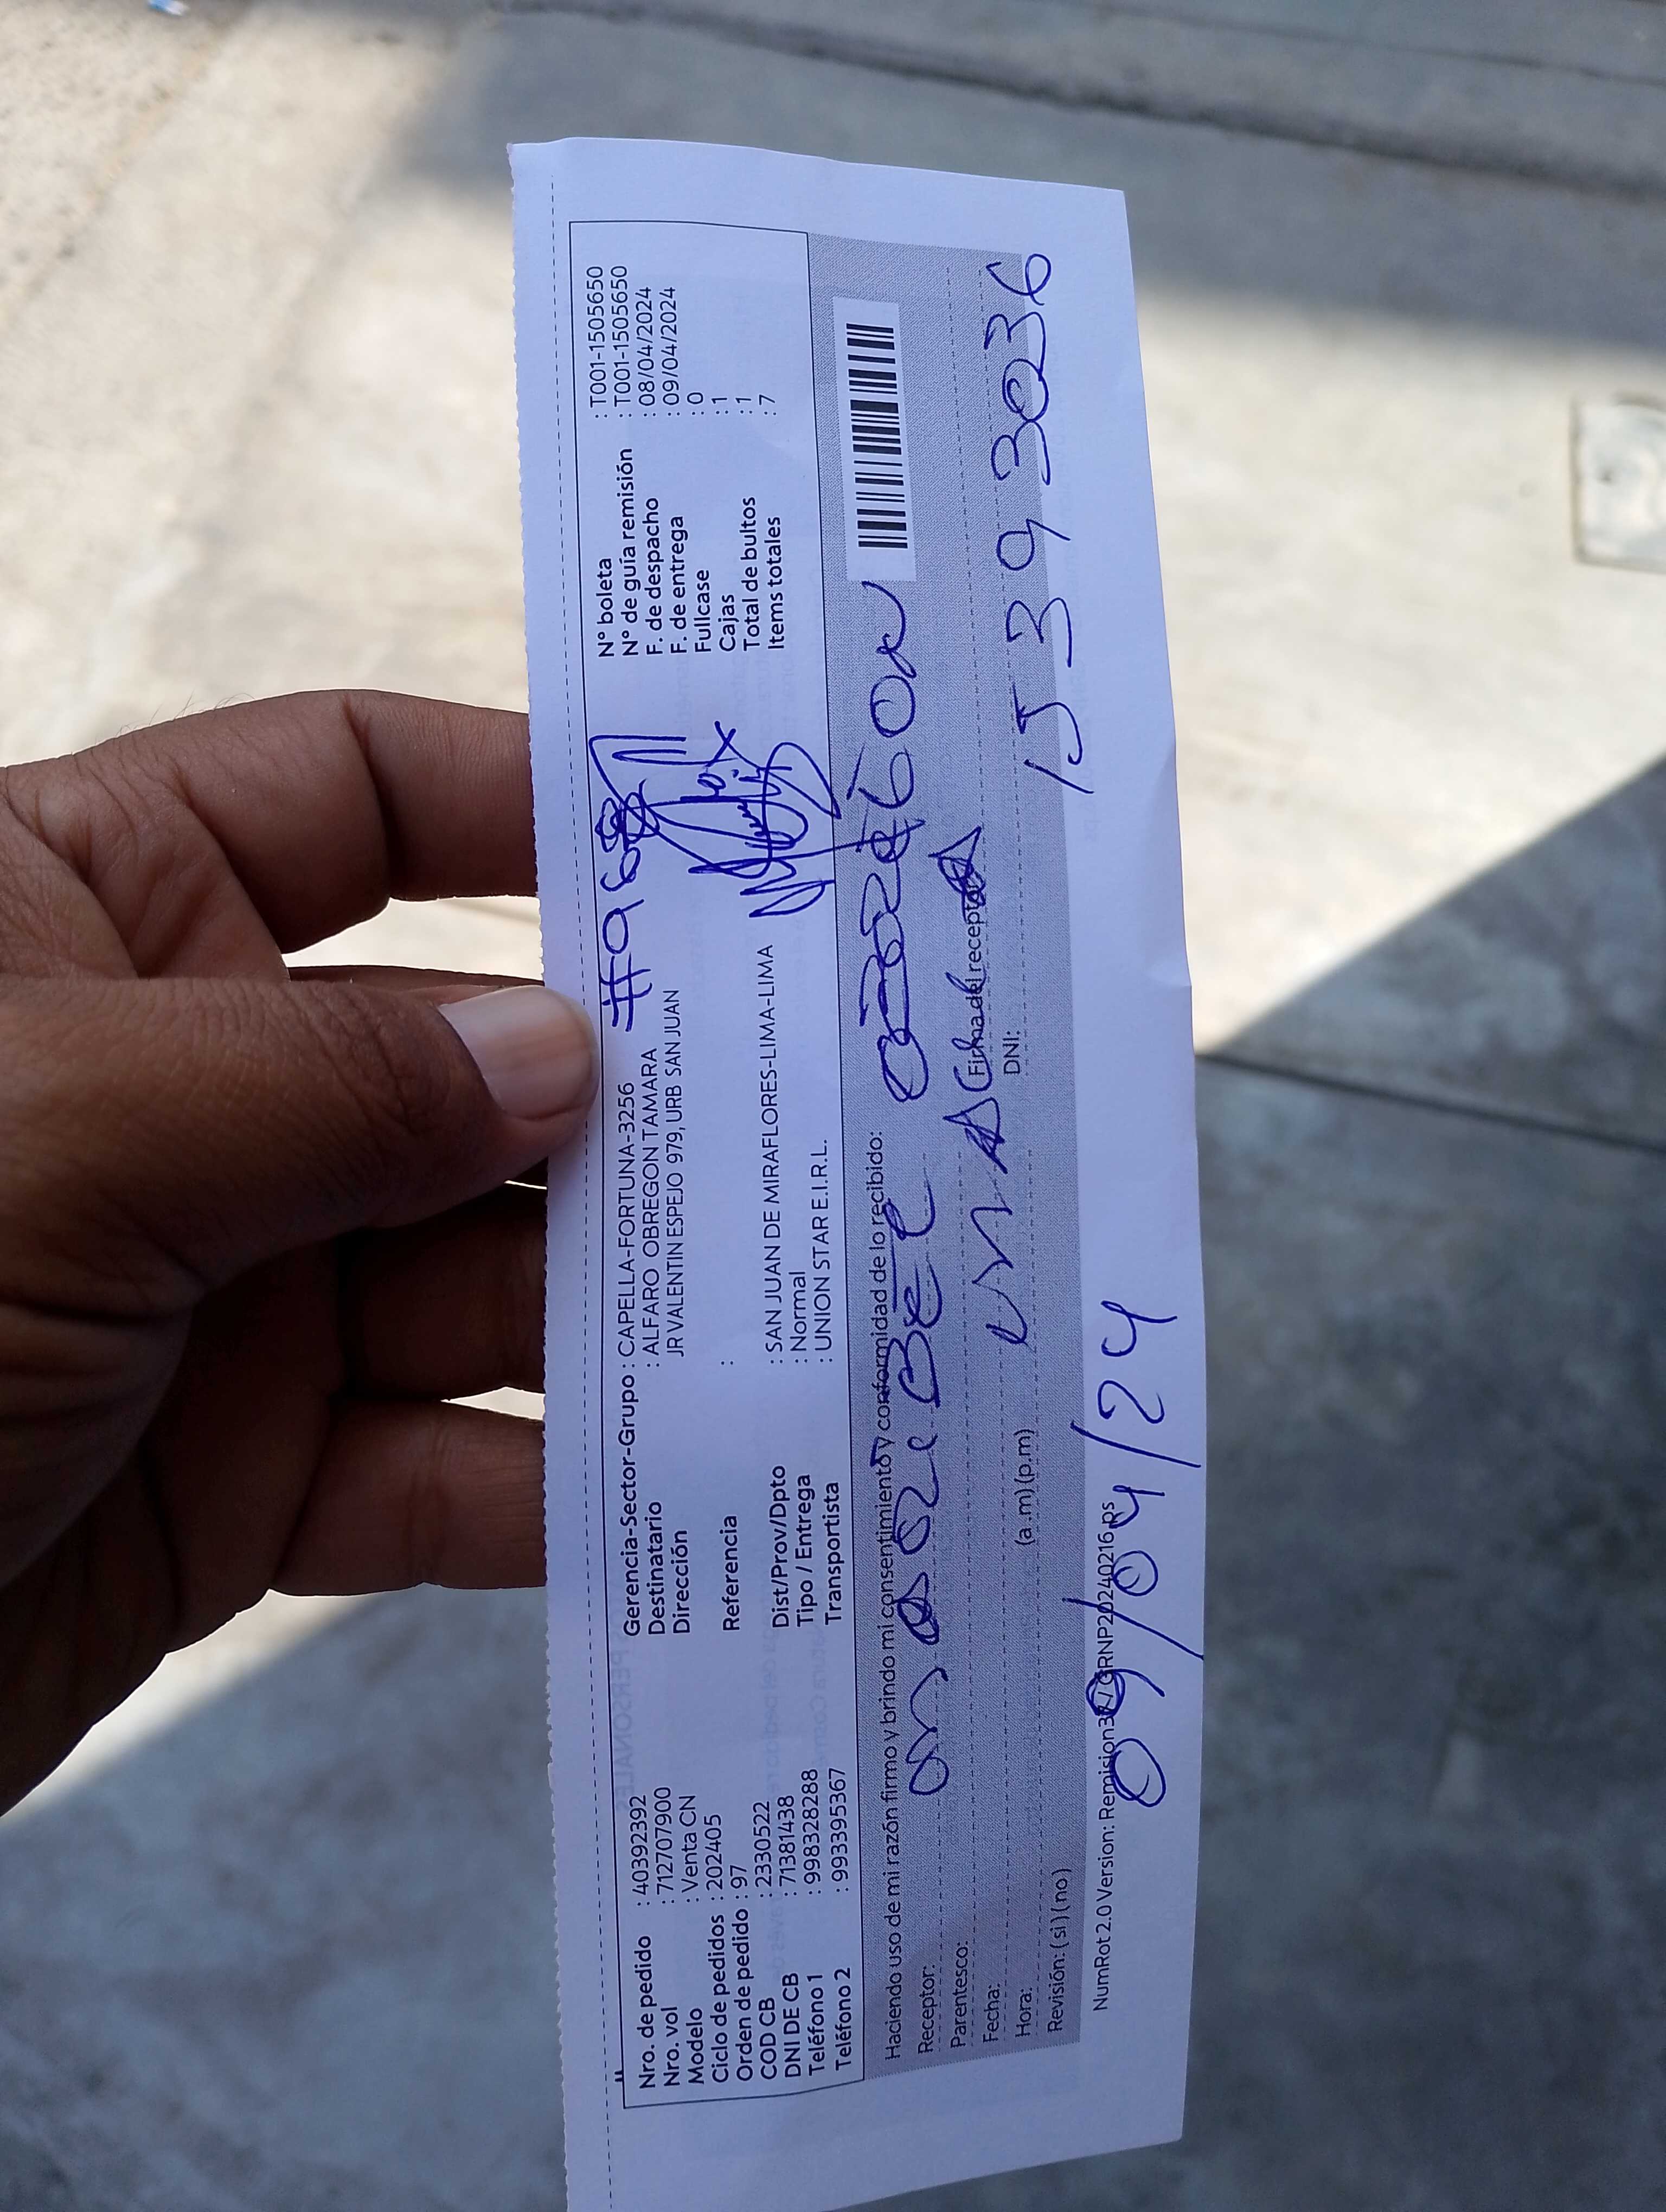 Nro. de pedido : 40392392 Gerencia-Sector-Grupo : CAPELLA-FORTUNA-3256 N° boleta : T001-1505650
Nro. vol : 712707900 Destinatario : ALFARO OBREGON TAMARA N° de guía remisión : T001-1505650
Modelo : Venta CN Dirección JR VALENTIN ESPEJO 979, URB SAN JUAN F. de despacho : 08/04/2024
Ciclo de pedidos : 202405 F. de entrega : 09/04/2024
Orden de pedido : 97 Referencia : Fullcase : 0
COD CB : 2330522 Cajas : 1
DNI DE CB : 71381438 Dist/Prov/Dpto : SAN JUAN DE MIRAFLORES-LIMA-LIMA Total de bultos : 1
Teléfono 1 : 998328288 Tipo / Entrega : Normal Items totales : 7
Teléfono 2 : 993395367 Transportista : UNION STAR E.I.R.L.
Haciendo uso de mi razón firmo y brindo mi consentimiento y conformidad de lo recibido:
Receptor:
Parentesco: Firma del receptor
Fecha: DNI: 15393036
Hora: (a .m) (p.m)
Revisión: ( si ) ( no )
09/04/24